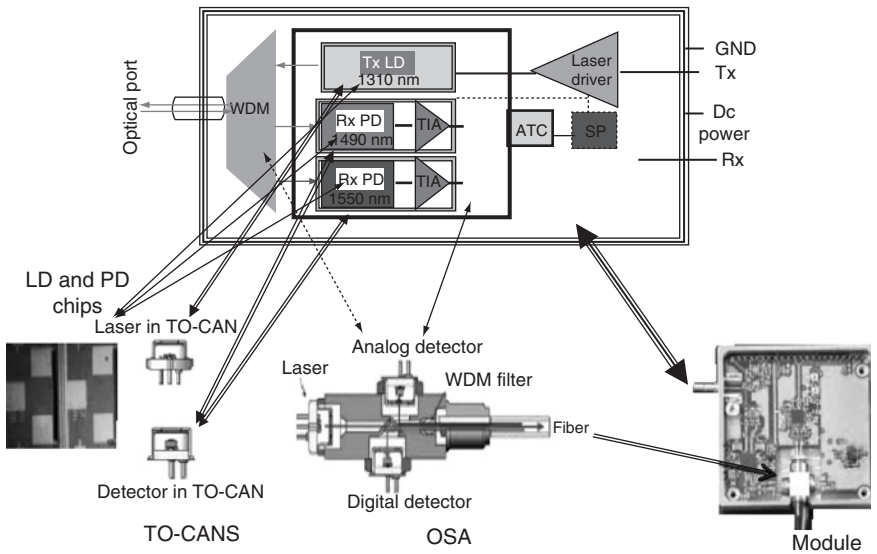 Optical port
WDM
Tx LD
1310 nm
Rx PD
1490 nm
TIA
Rx PD
1550 nm
TIA
Laser
driver
ATC
SP
GND
Tx
Dc
power
Rx
LD and PD
chips
Laser in TO-CAN
Detector in TO-CAN
TO-CANS
Analog detector
Laser
WDM filter
Fiber
Digital detector
OSA
Module